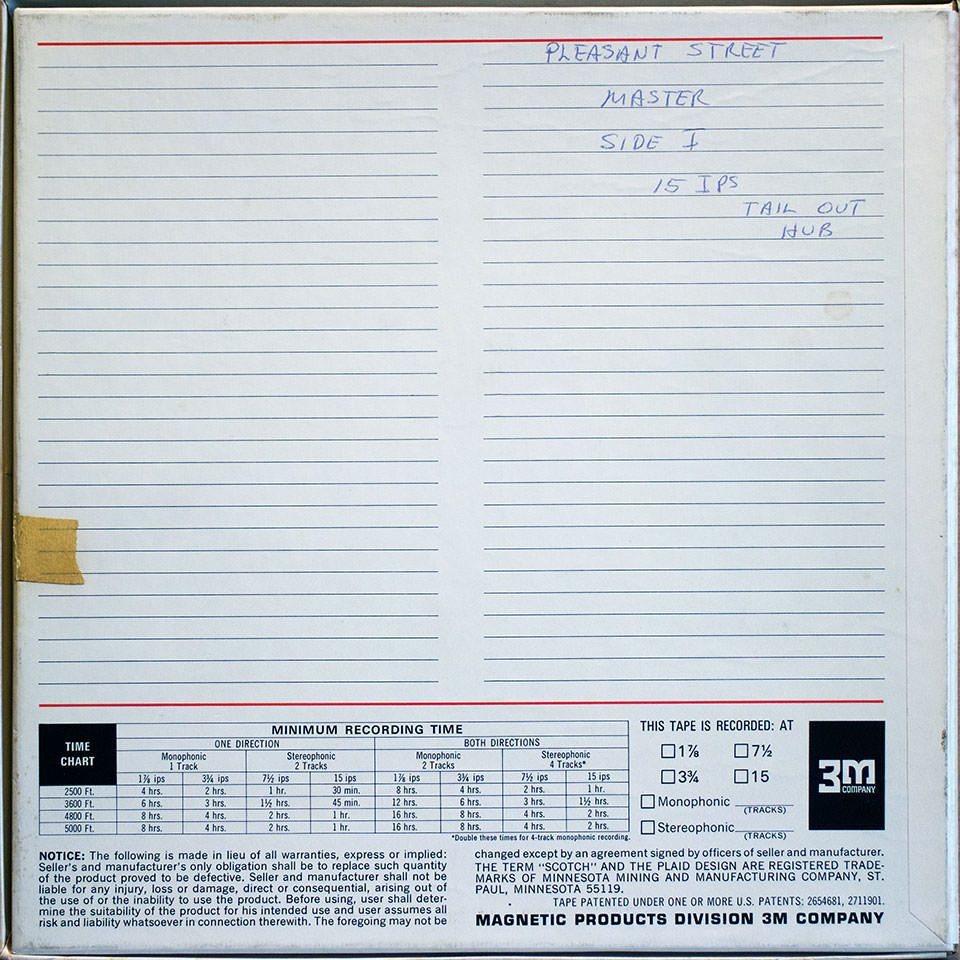 PLEASANT STREET
MASTER
SIDE I
15 IPS
TAIL OUT
HUB
TIME
CHART
MINIMUM RECORDING TIME
ONE DIRECTION BOTH DIRECTIONS
Monophonic Stereophonic Monophonic Stereophonic
1 Track 2 Tracks 2 Tracks 4 Tracks*
1⅞ ips 3¾ ips 7½ ips 15 ips 1⅞ ips 3¾ ips 7½ ips 15 ips
2500 Ft. 4 hrs. 2 hrs. 1 hr. 30 min. 8 hrs. 4 hrs. 2 hrs. 1 hr.
3600 Ft. 6 hrs. 3 hrs. 1½ hrs. 45 min. 12 hrs. 6 hrs. 3 hrs. 1½ hrs.
4800 Ft. 8 hrs. 4 hrs. 2 hrs. 1 hr. 16 hrs. 8 hrs. 4 hrs. 2 hrs.
5000 Ft. 8 hrs. 4 hrs. 2 hrs. 1 hr. 16 hrs. 8 hrs. 4 hrs. 2 hrs.
*Double these times for 4-track monophonic recording.
THIS TAPE IS RECORDED: AT
1⅞ 7½
3¾ 15
Monophonic
(TRACKS)
Stereophonic
(TRACKS)
3M
COMPANY
NOTICE: The following is made in lieu of all warranties, express or implied:
Seller's and manufacturer's only obligation shall be to replace such quantity
of the product proved to be defective. Seller and manufacturer shall not be
liable for any injury, loss or damage, direct or consequential, arising out of
the use of or the inability to use the product. Before using, user shall deter-
mine the suitability of the product for his intended use and user assumes all
risk and liability whatsoever in connection therewith. The foregoing may not be
changed except by an agreement signed by officers of seller and manufacturer.
THE TERM "SCOTCH" AND THE PLAID DESIGN ARE REGISTERED TRADE-
MARKS OF MINNESOTA MINING AND MANUFACTURING COMPANY, ST.
PAUL, MINNESOTA 55119.
TAPE PATENTED UNDER ONE OR MORE U.S. PATENTS: 2654681, 2711901.
MAGNETIC PRODUCTS DIVISION 3M COMPANY